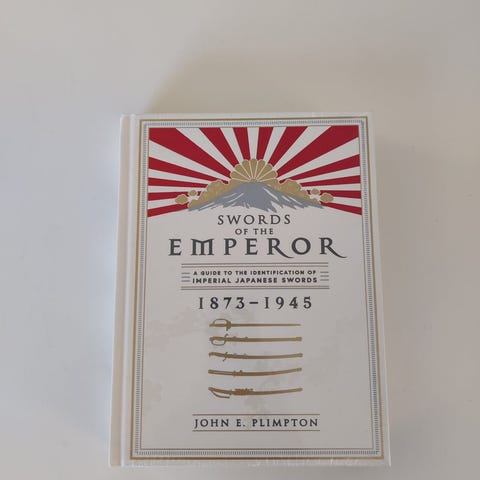 SWORDS
OF THE
EMPEROR
A GUIDE TO THE IDENTIFICATION OF
IMPERIAL JAPANESE SWORDS
1873–1945
JOHN E. PLIMPTON